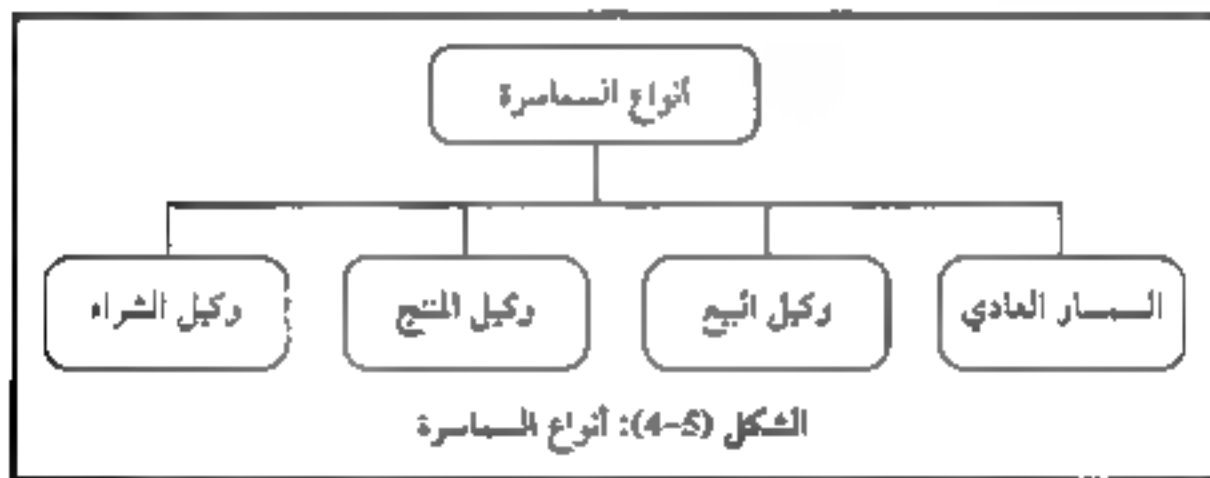 أنواع السماسرة
السمسار العادي
وكيل البيع
وكيل المنتج
وكيل الشراء
الشكل (5-4): أنواع السماسرة